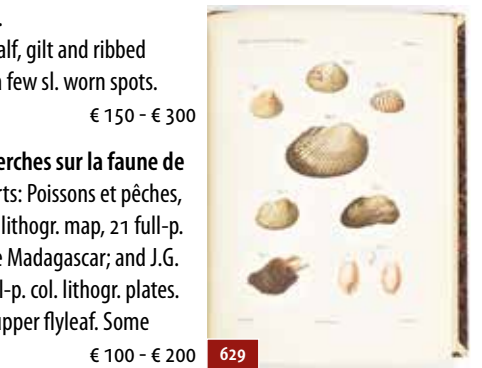 alf, gilt and ribbed
few sl. worn spots.
€ 150 - € 300
erches sur la faune de
rts: Poissons et pêches,
lithogr. map, 21 full-p.
Madagascar; and J.G.
l-p. col. lithogr. plates.
upper flyleaf. Some
€ 100 - € 200
629